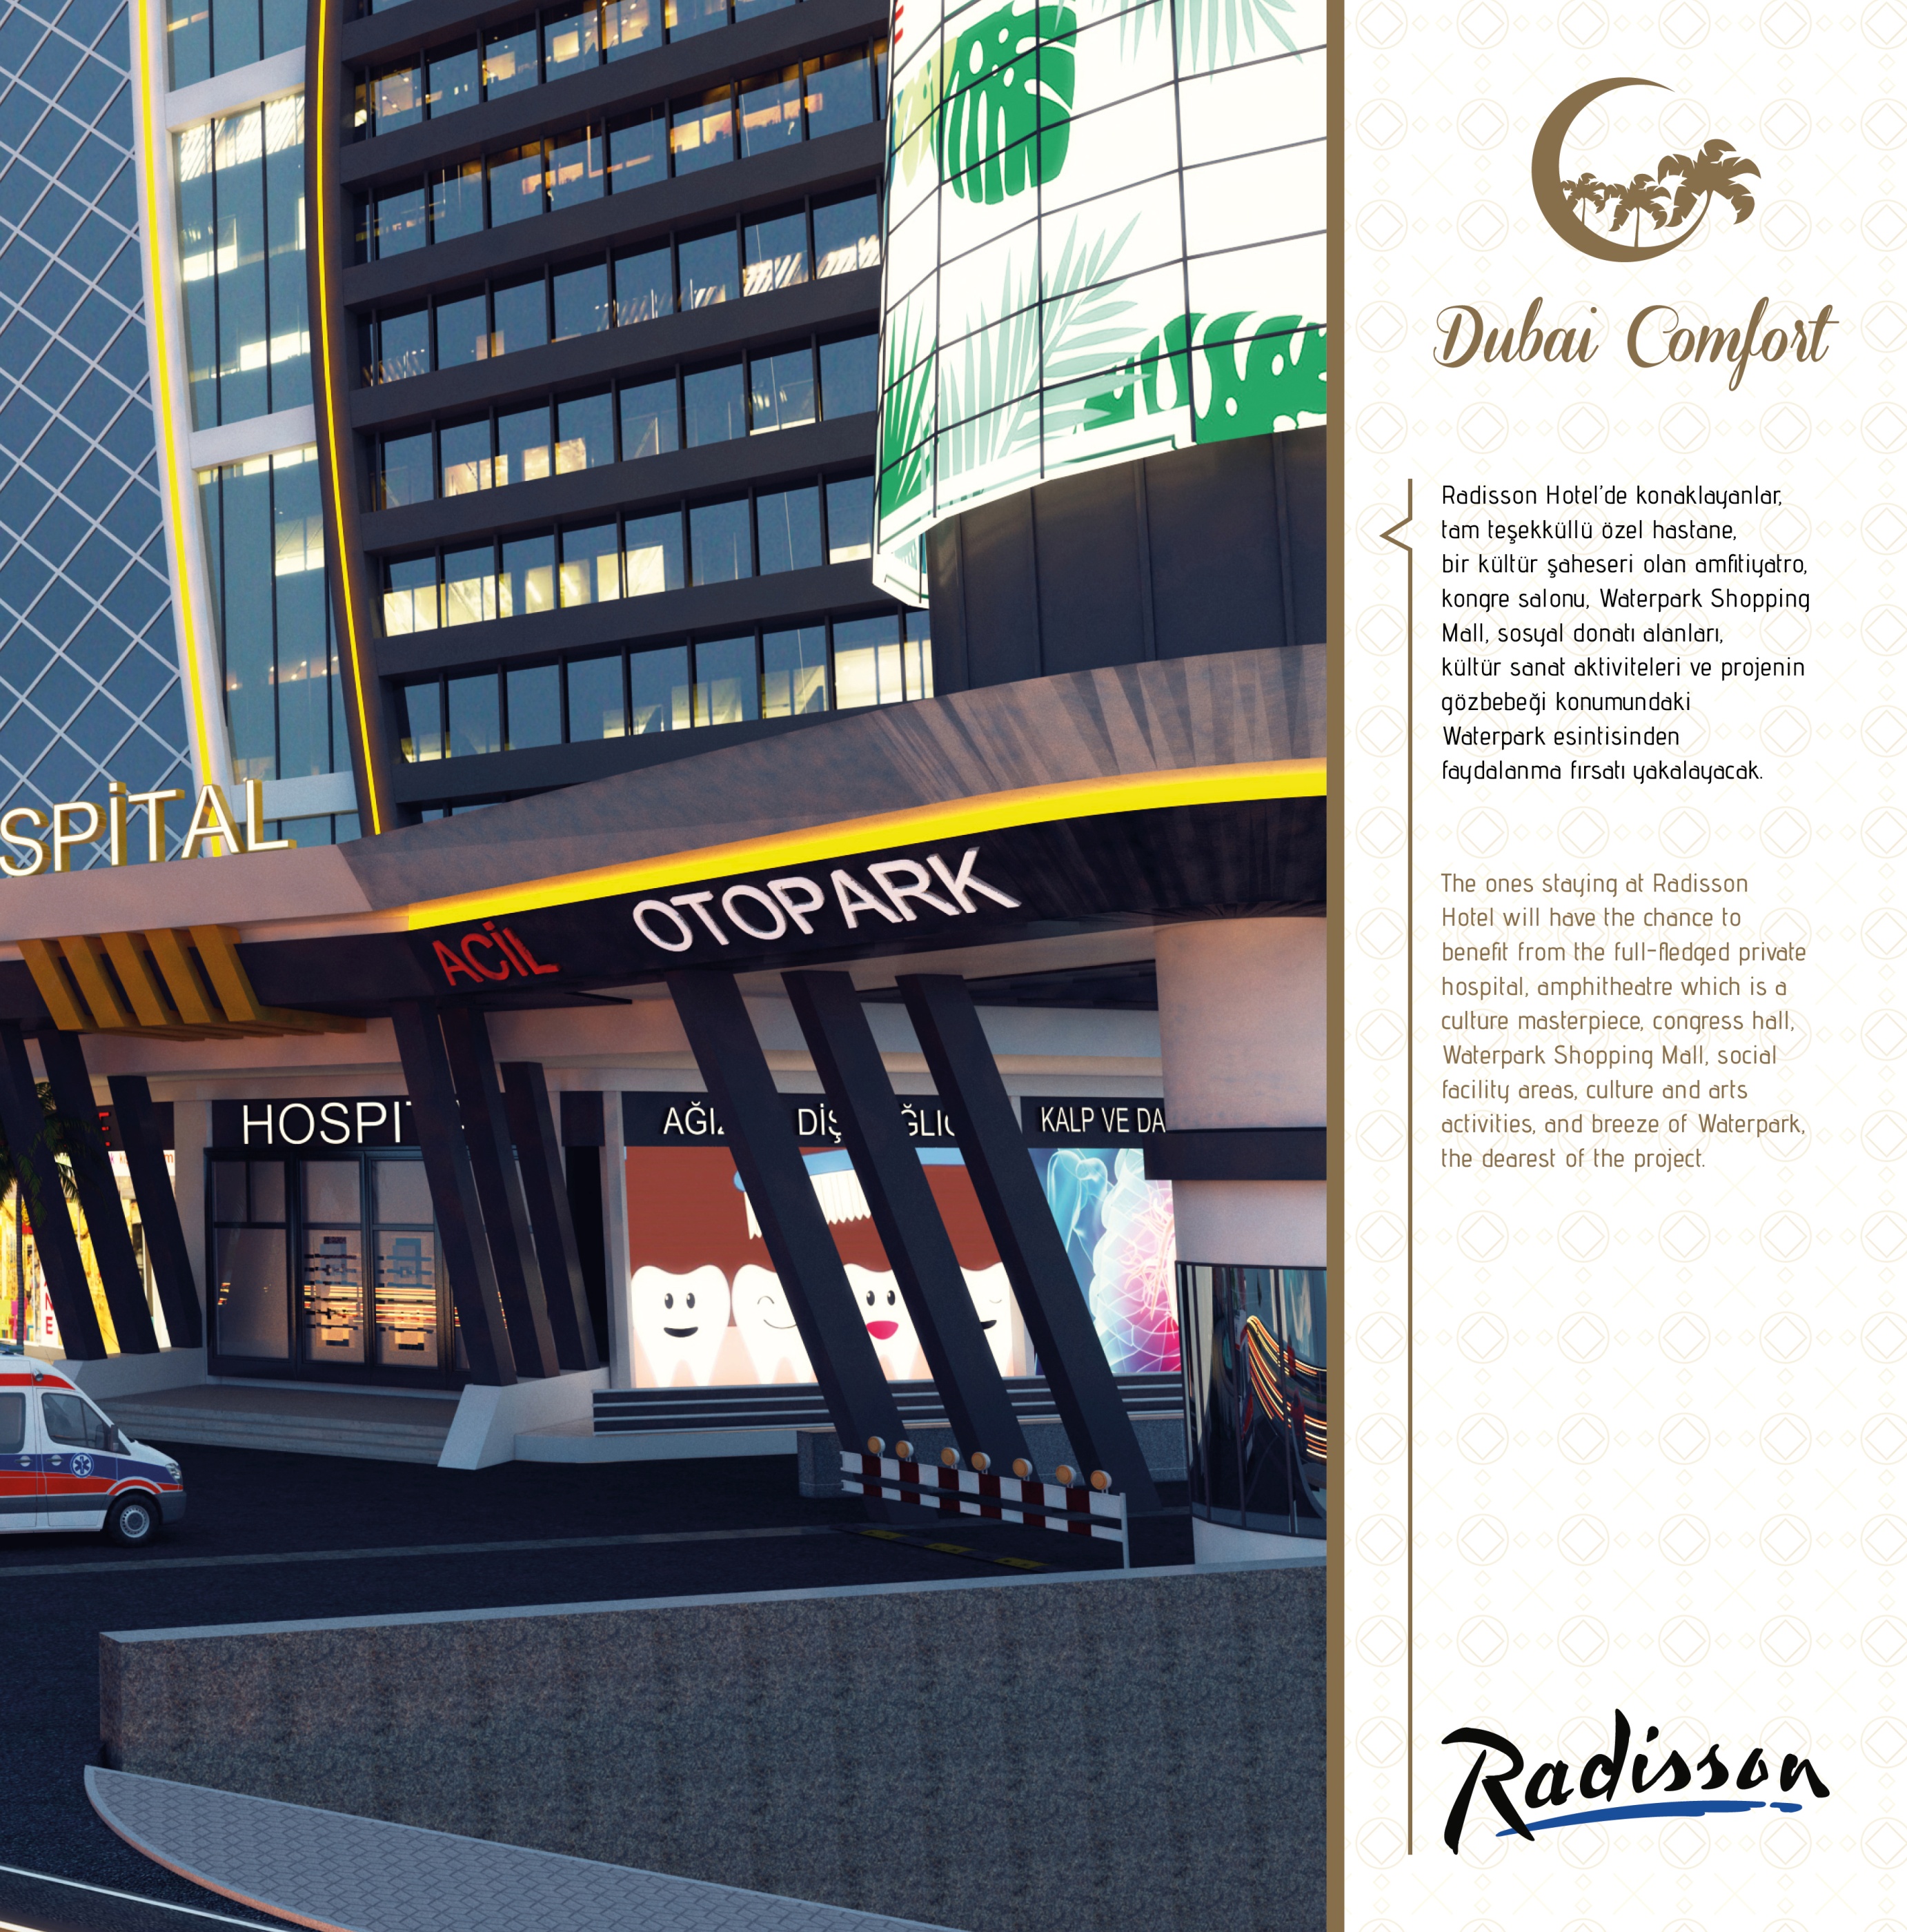 SPİTAL
ACİL
OTOPARK
HOSPIT
DİŞ
KALP VE DA
Dubai Comfort
Radisson Hotel’de konaklayanlar,
tam teşekküllü özel hastane,
bir kültür şaheseri olan amfitiyatro,
kongre salonu, Waterpark Shopping
Mall, sosyal donatı alanları,
kültür sanat aktiviteleri ve projenin
gözbebeği konumundaki
Waterpark esintisinden
faydalanma fırsatı yakalayacak.
The ones staying at Radisson
Hotel will have the chance to
benefit from the full-fledged private
hospital, amphitheatre which is a
culture masterpiece, congress hall,
Waterpark Shopping Mall, social
facility areas, culture and arts
activities, and breeze of Waterpark,
the dearest of the project.
Radisson